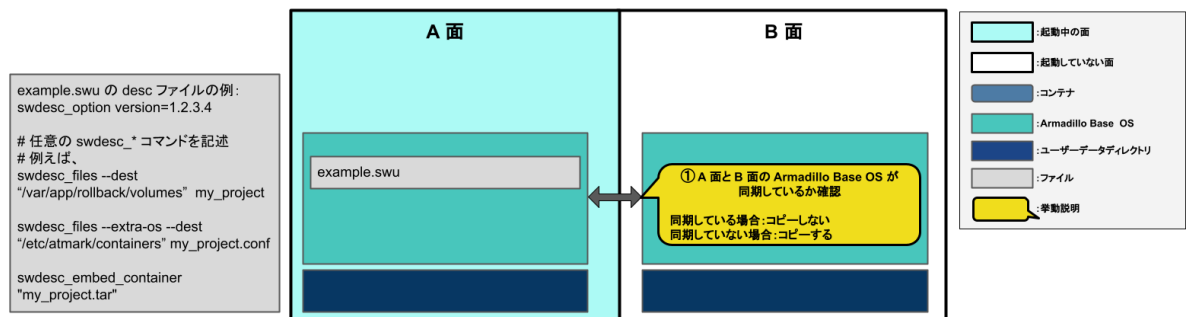 example.swu の desc ファイルの例:
swdesc_option version=1.2.3.4
# 任意の swdesc_* コマンドを記述
# 例えば、
swdesc_files --dest
“/var/app/rollback/volumes” my_project
swdesc_files --extra-os --dest
“/etc/atmark/containers” my_project.conf
swdesc_embed_container
"my_project.tar"
A 面
example.swu
B 面
① A 面と B 面の Armadillo Base OS が
同期しているか確認
同期している場合:コピーしない
同期していない場合:コピーする
:起動中の面
:起動していない面
:コンテナ
:Armadillo Base OS
:ユーザーデータディレクトリ
:ファイル
:挙動説明